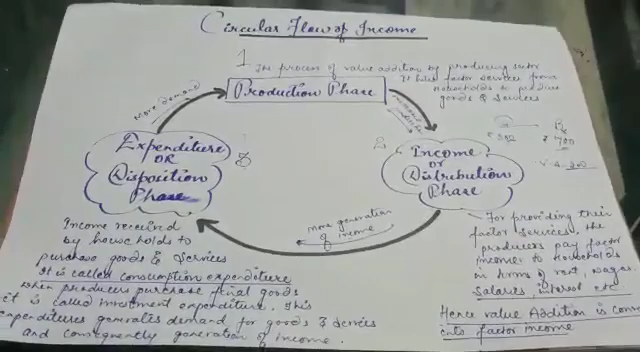 Circular Flow of Income
1 The process of value addition by producing sector
It hires factor services from
Households to produce
goods & services
Production Phase
More demand
₹ 700
Expenditure
OR
Disposition
Phase
3
2
Income
or
Distribution
Phase
More generation
of income
Income received
by households to
purchase goods & services
It is called consumption expenditure
When producers purchase final goods
it is called investment expenditure. This
expenditures generates demand for goods & services
and consequently generation of income.
For providing their
factor services, the
producers pay factor
incomes to households
in terms of rent, wages
salaries, interest etc
Hence value Addition is
into factor income